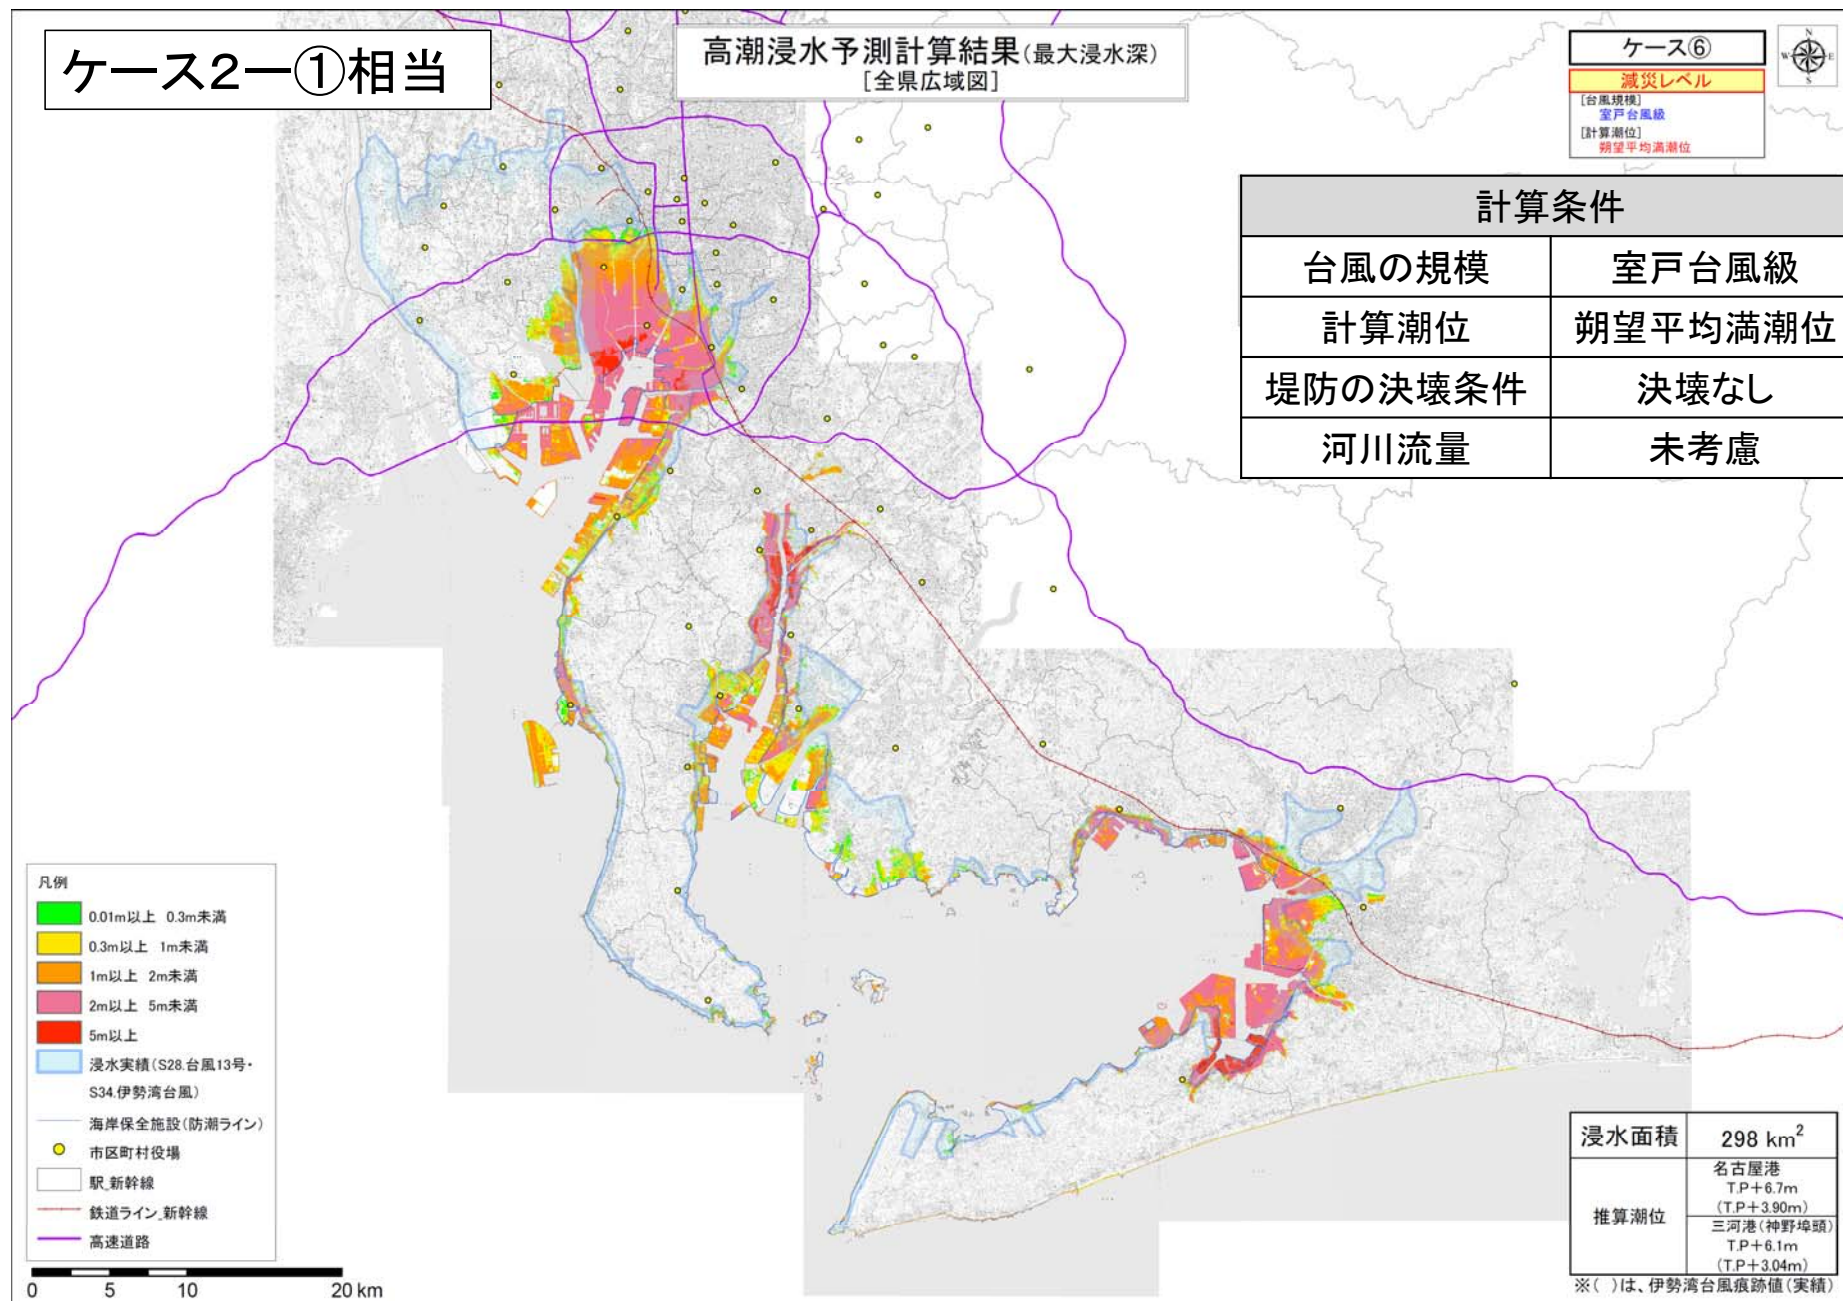 ケース2ー①相当
高潮浸水予測計算結果(最大浸水深)
[全県広域図]
ケース⑥
減災レベル
[台風規模]
室戸台風級
[計算潮位]
朔望平均満潮位
N
W E
S
計算条件
台風の規模 室戸台風級
計算潮位 朔望平均満潮位
堤防の決壊条件 決壊なし
河川流量 未考慮
凡例
0.01m以上 0.3m未満
0.3m以上 1m未満
1m以上 2m未満
2m以上 5m未満
5m以上
浸水実績(S28.台風13号・
S34.伊勢湾台風)
海岸保全施設(防潮ライン)
市区町村役場
駅_新幹線
鉄道ライン_新幹線
高速道路
0 5 10 20 km
浸水面積 298 km²
推算潮位
名古屋港
T.P+6.7m
(T.P+3.90m)
三河港(神野埠頭)
T.P+6.1m
(T.P+3.04m)
※( )は、伊勢湾台風痕跡値(実績)